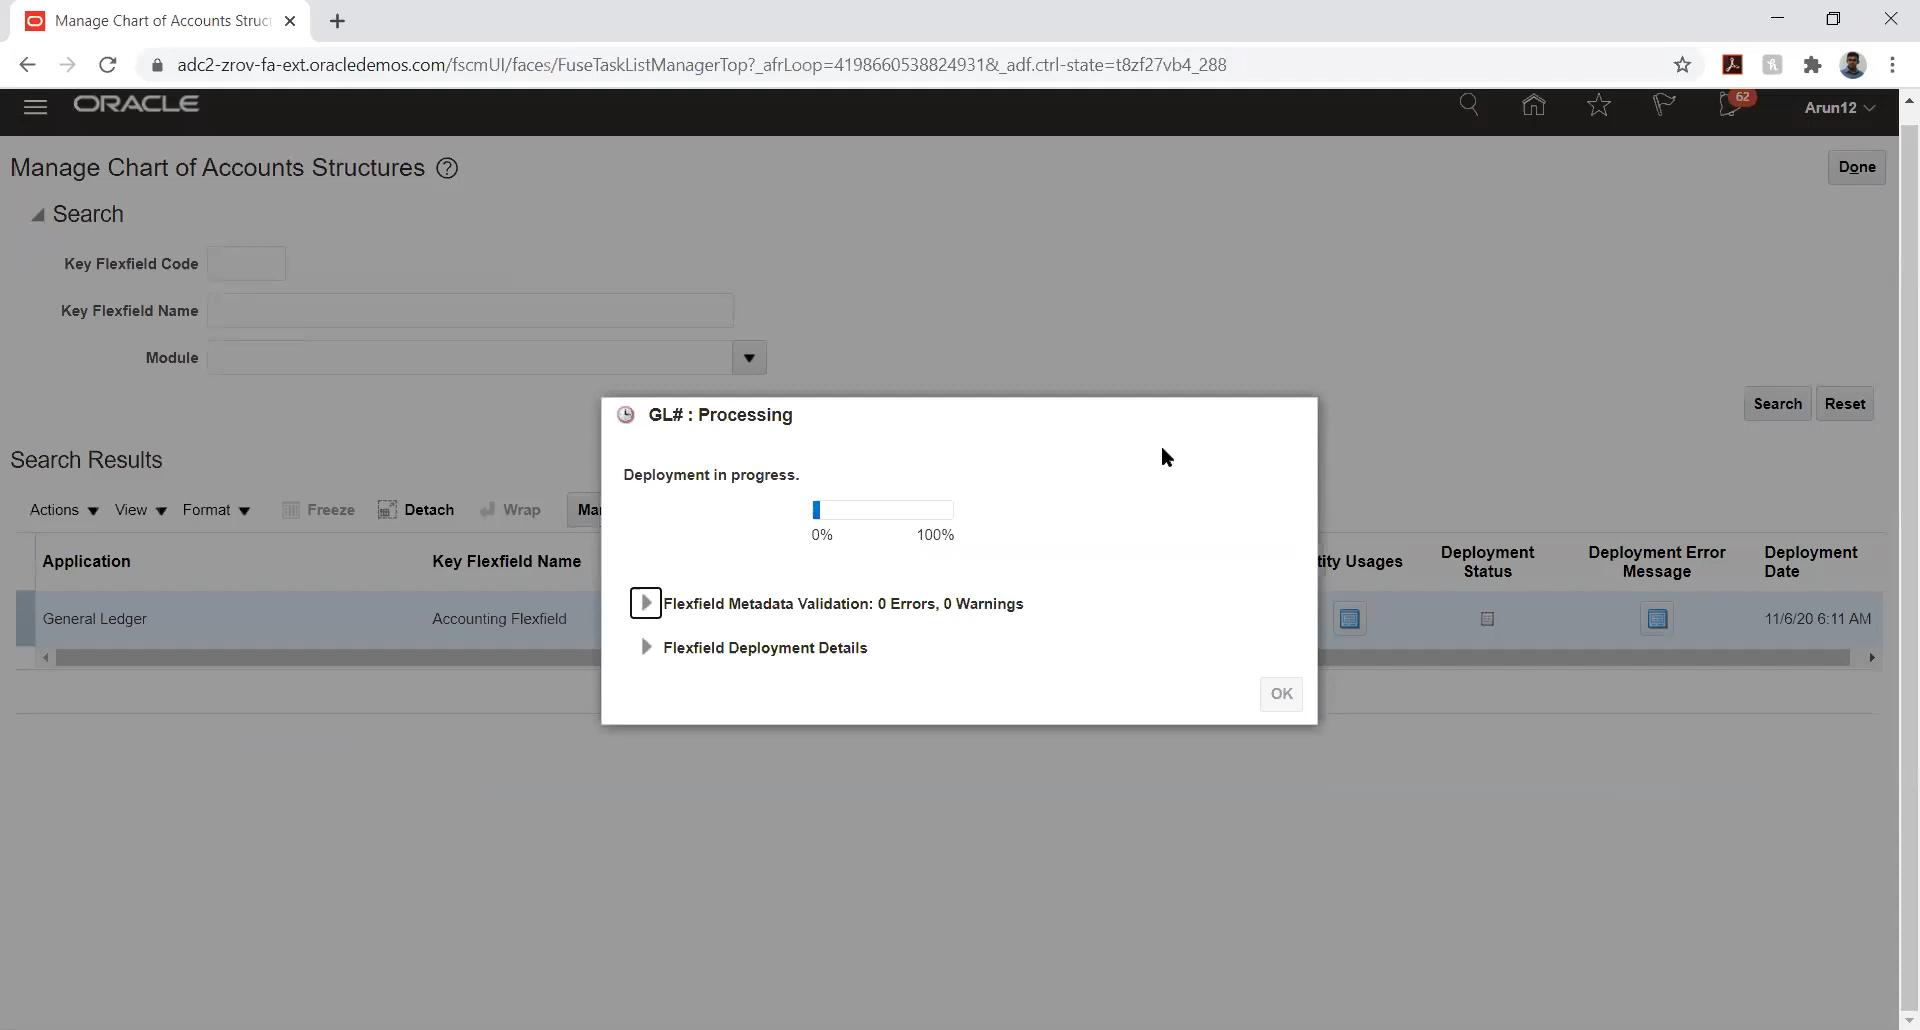 Manage Chart of Accounts Struct
adc2-zrov-fa-ext.oracledemos.com/fscmUI/faces/FuseTaskListManagerTop?_afrLoop=4198660538824931&_adf.ctrl-state=t8zf27vb4_288
ORACLE
62
Arun12
Manage Chart of Accounts Structures
Done
Search
Key Flexfield Code
Key Flexfield Name
Module
Search Reset
GL# : Processing
Deployment in progress.
0% 100%
Flexfield Metadata Validation: 0 Errors, 0 Warnings
Flexfield Deployment Details
OK
Search Results
Actions View Format Freeze Detach Wrap Mar
Application Key Flexfield Name tity Usages Deployment Status Deployment Error Message Deployment Date
General Ledger Accounting Flexfield 11/6/20 6:11 AM